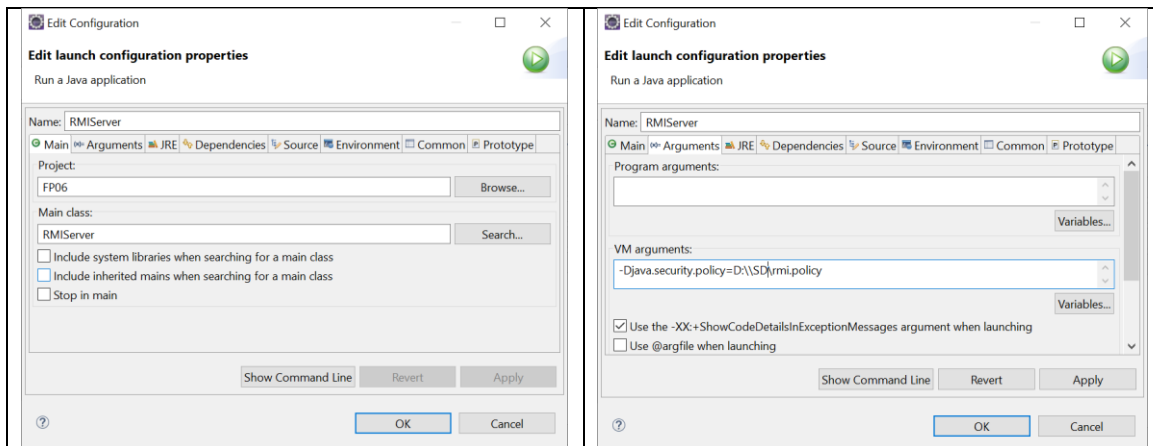 Edit Configuration
Edit launch configuration properties
Run a Java application
Name: RMIServer
Main (x)= Arguments JRE Dependencies Source Environment Common Prototype
Project:
FP06 Browse...
Main class:
RMIServer Search...
Include system libraries when searching for a main class
Include inherited mains when searching for a main class
Stop in main
Show Command Line Revert Apply
OK Cancel
Edit Configuration
Edit launch configuration properties
Run a Java application
Name: RMIServer
Main (x)= Arguments JRE Dependencies Source Environment Common Prototype
Program arguments:
Variables...
VM arguments:
-Djava.security.policy=D:\\SD\rmi.policy
Variables...
Use the -XX:+ShowCodeDetailsInExceptionMessages argument when launching
Use @argfile when launching
Show Command Line Revert Apply
OK Cancel